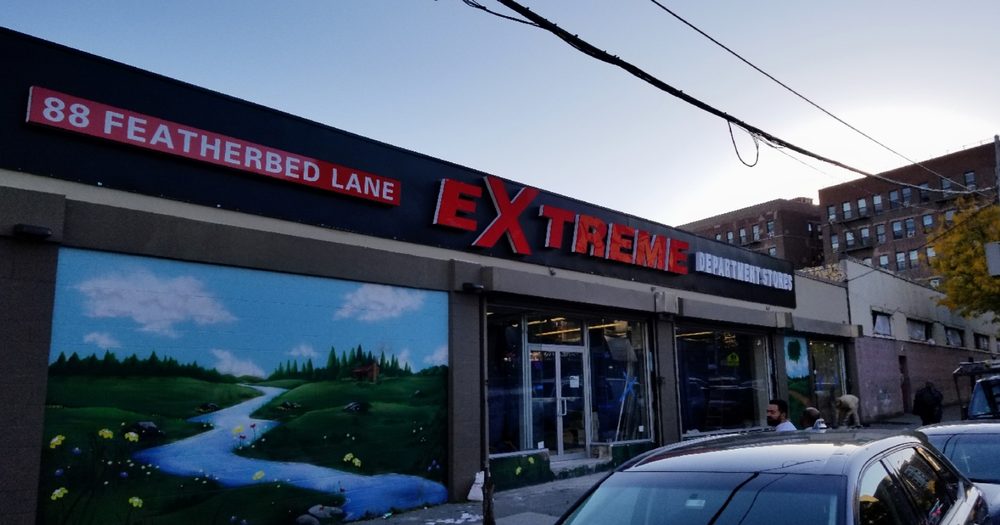 88 FEATHERBED LANE
EXTREME
DEPARTMENT STORES